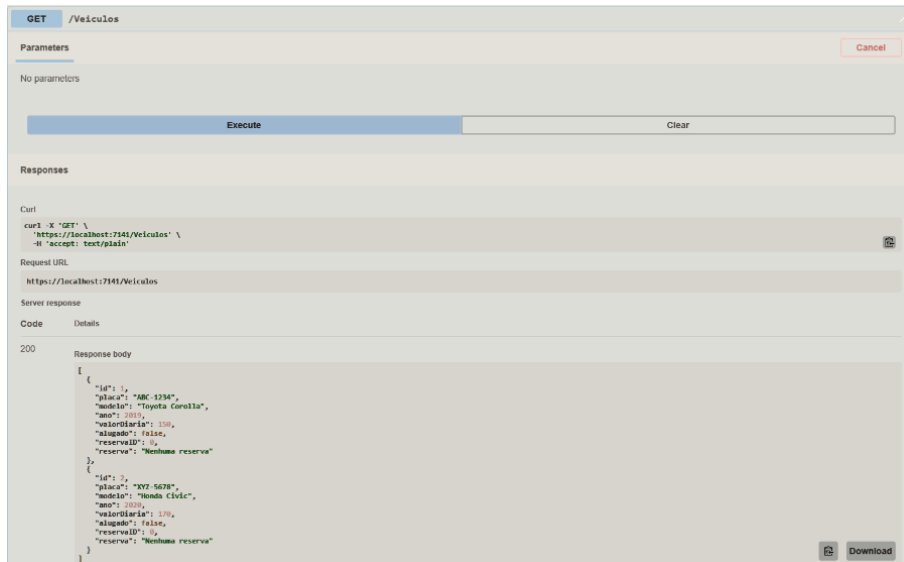 GET /Veiculos
Parameters Cancel
No parameters
Execute Clear
Responses
Curl
curl -X 'GET' \
'https://localhost:7141/Veiculos' \
-H 'accept: text/plain'
Request URL
https://localhost:7141/Veiculos
Server response
Code Details
200
Response body
[
{
"id": 1,
"placa": "ABC-1234",
"modelo": "Toyota Corolla",
"ano": 2019,
"valorDiaria": 150,
"alugado": false,
"reservaID": 0,
"reserva": "Nenhuma reserva"
},
{
"id": 2,
"placa": "XYZ-5678",
"modelo": "Honda Civic",
"ano": 2020,
"valorDiaria": 170,
"alugado": false,
"reservaID": 0,
"reserva": "Nenhuma reserva"
}
]
Download